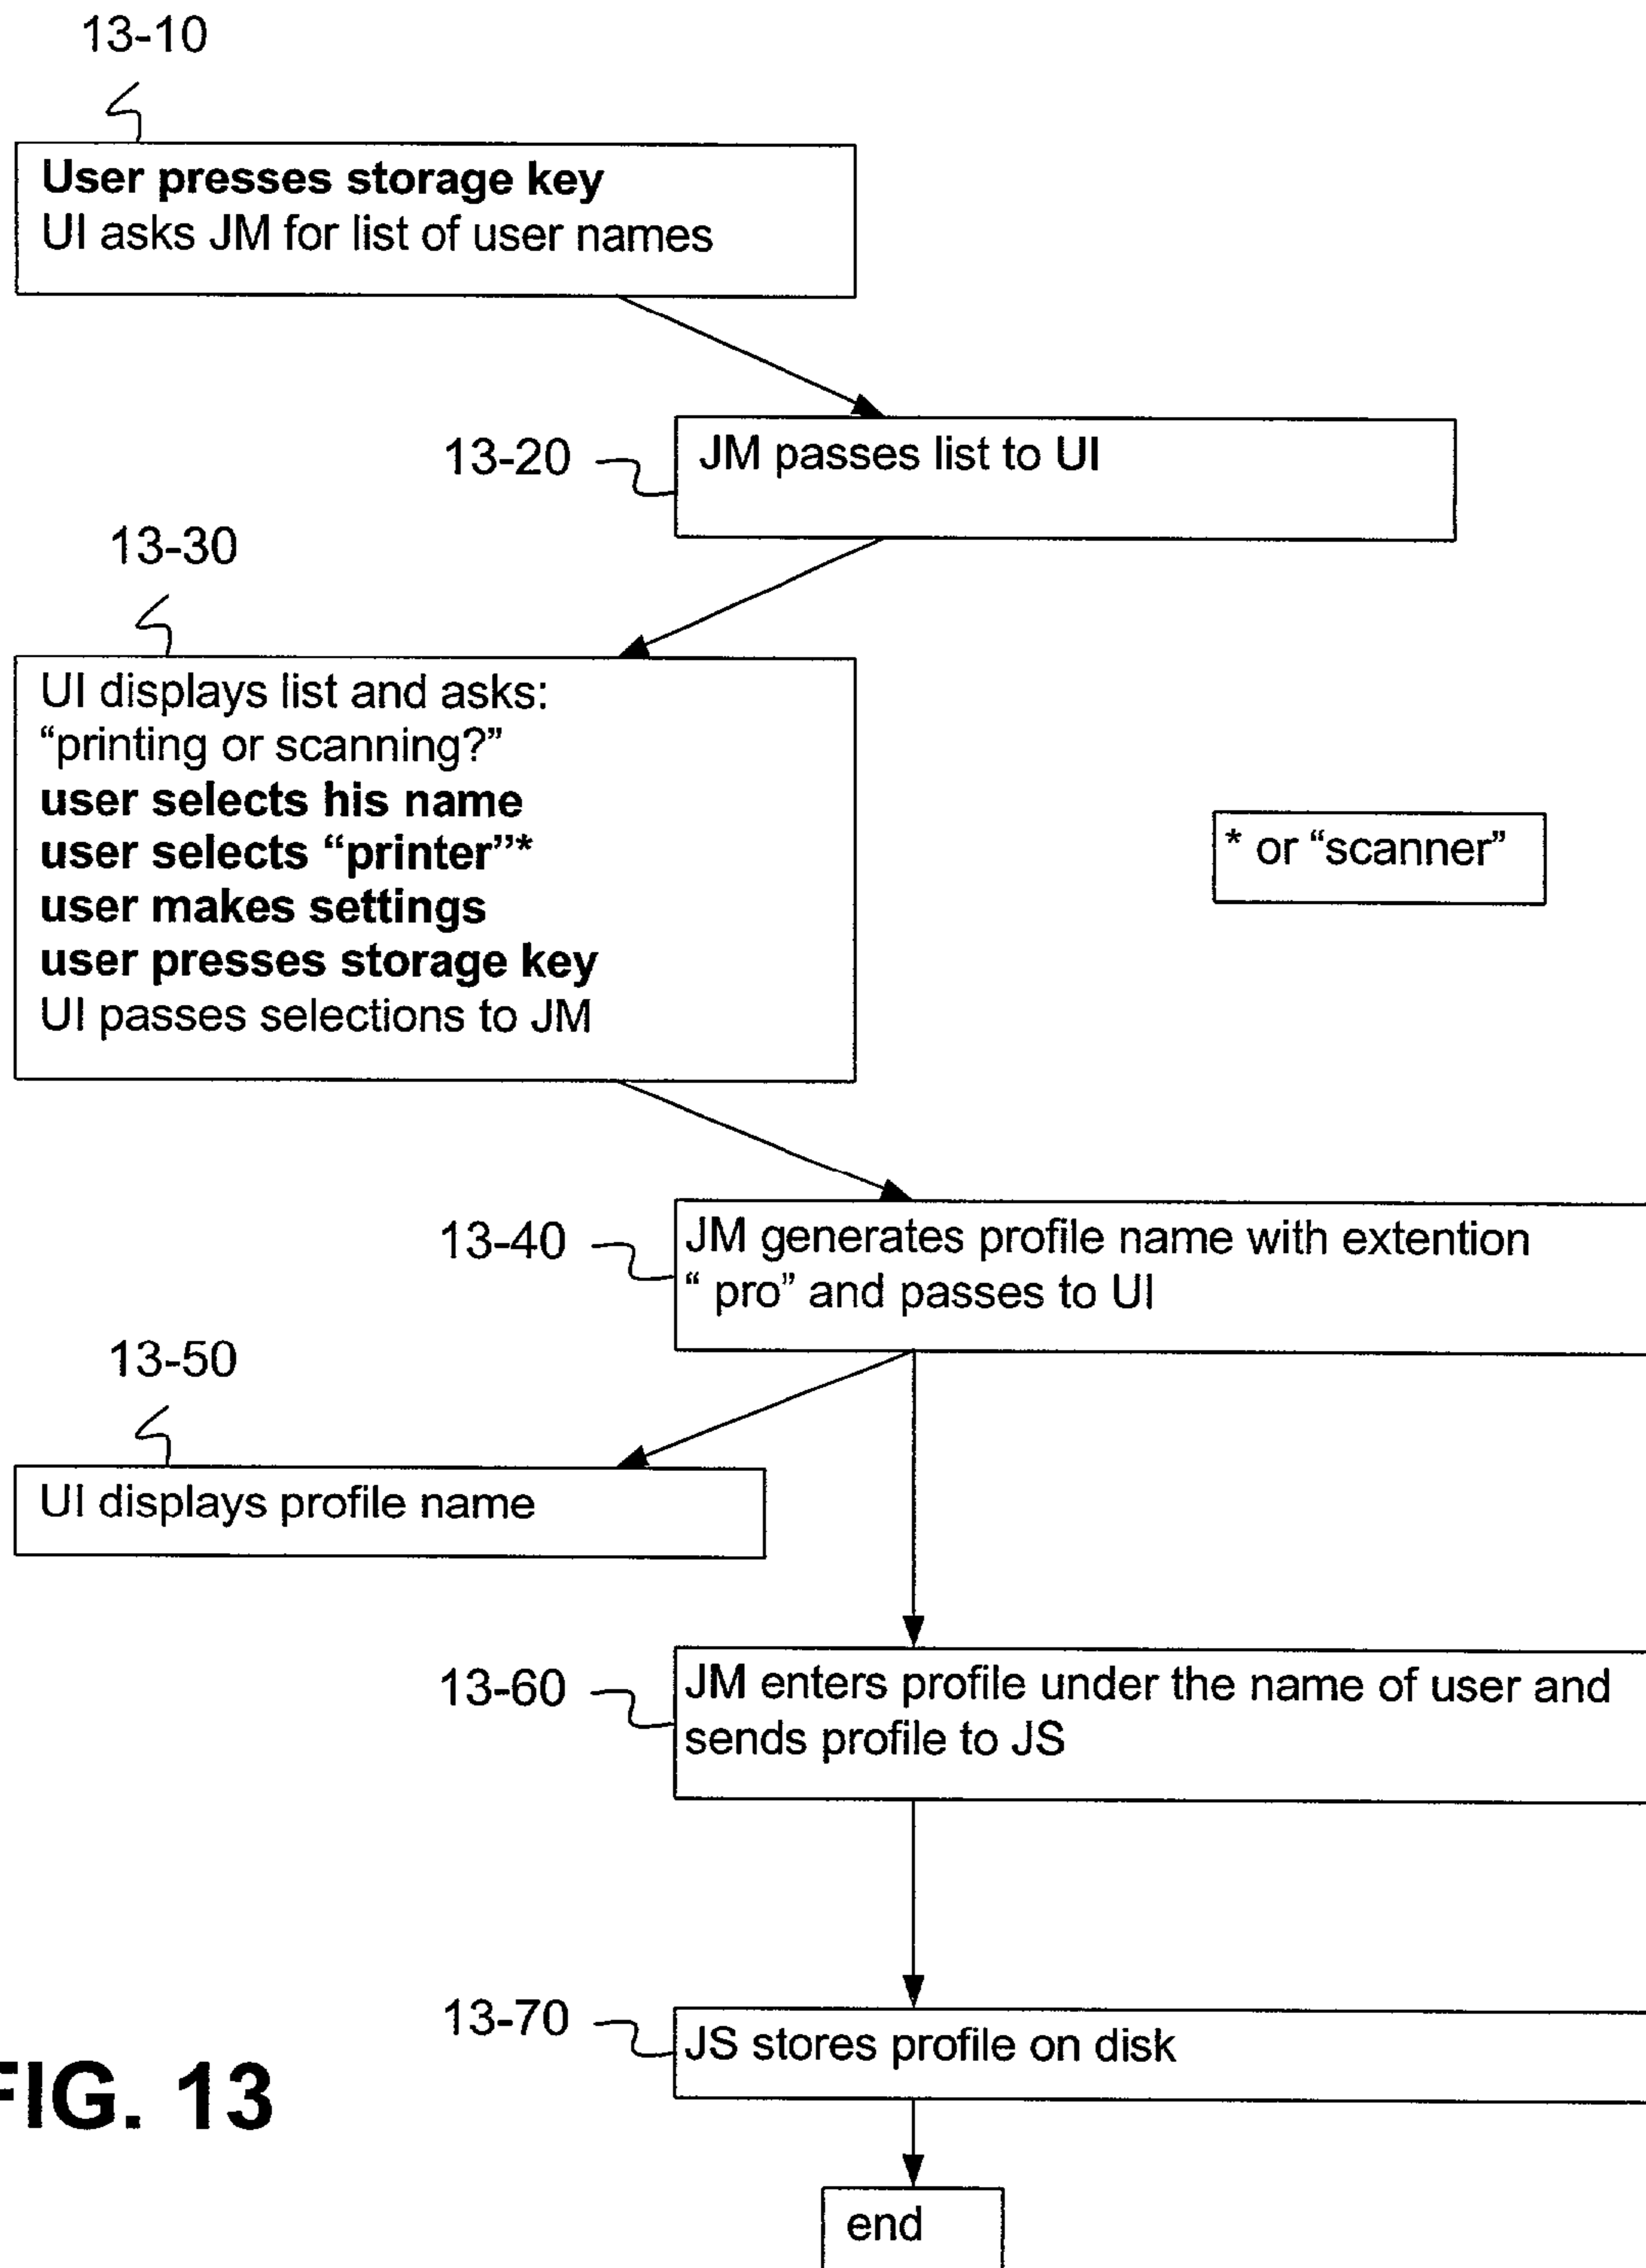 13-10
User presses storage key
UI asks JM for list of user names
13-20
JM passes list to UI
13-30
UI displays list and asks:
“printing or scanning?”
user selects his name
user selects “printer”*
user makes settings
user presses storage key
UI passes selections to JM
* or “scanner”
13-40
JM generates profile name with extention
“ pro” and passes to UI
13-50
UI displays profile name
13-60
JM enters profile under the name of user and
sends profile to JS
13-70
JS stores profile on disk
FIG. 13
end